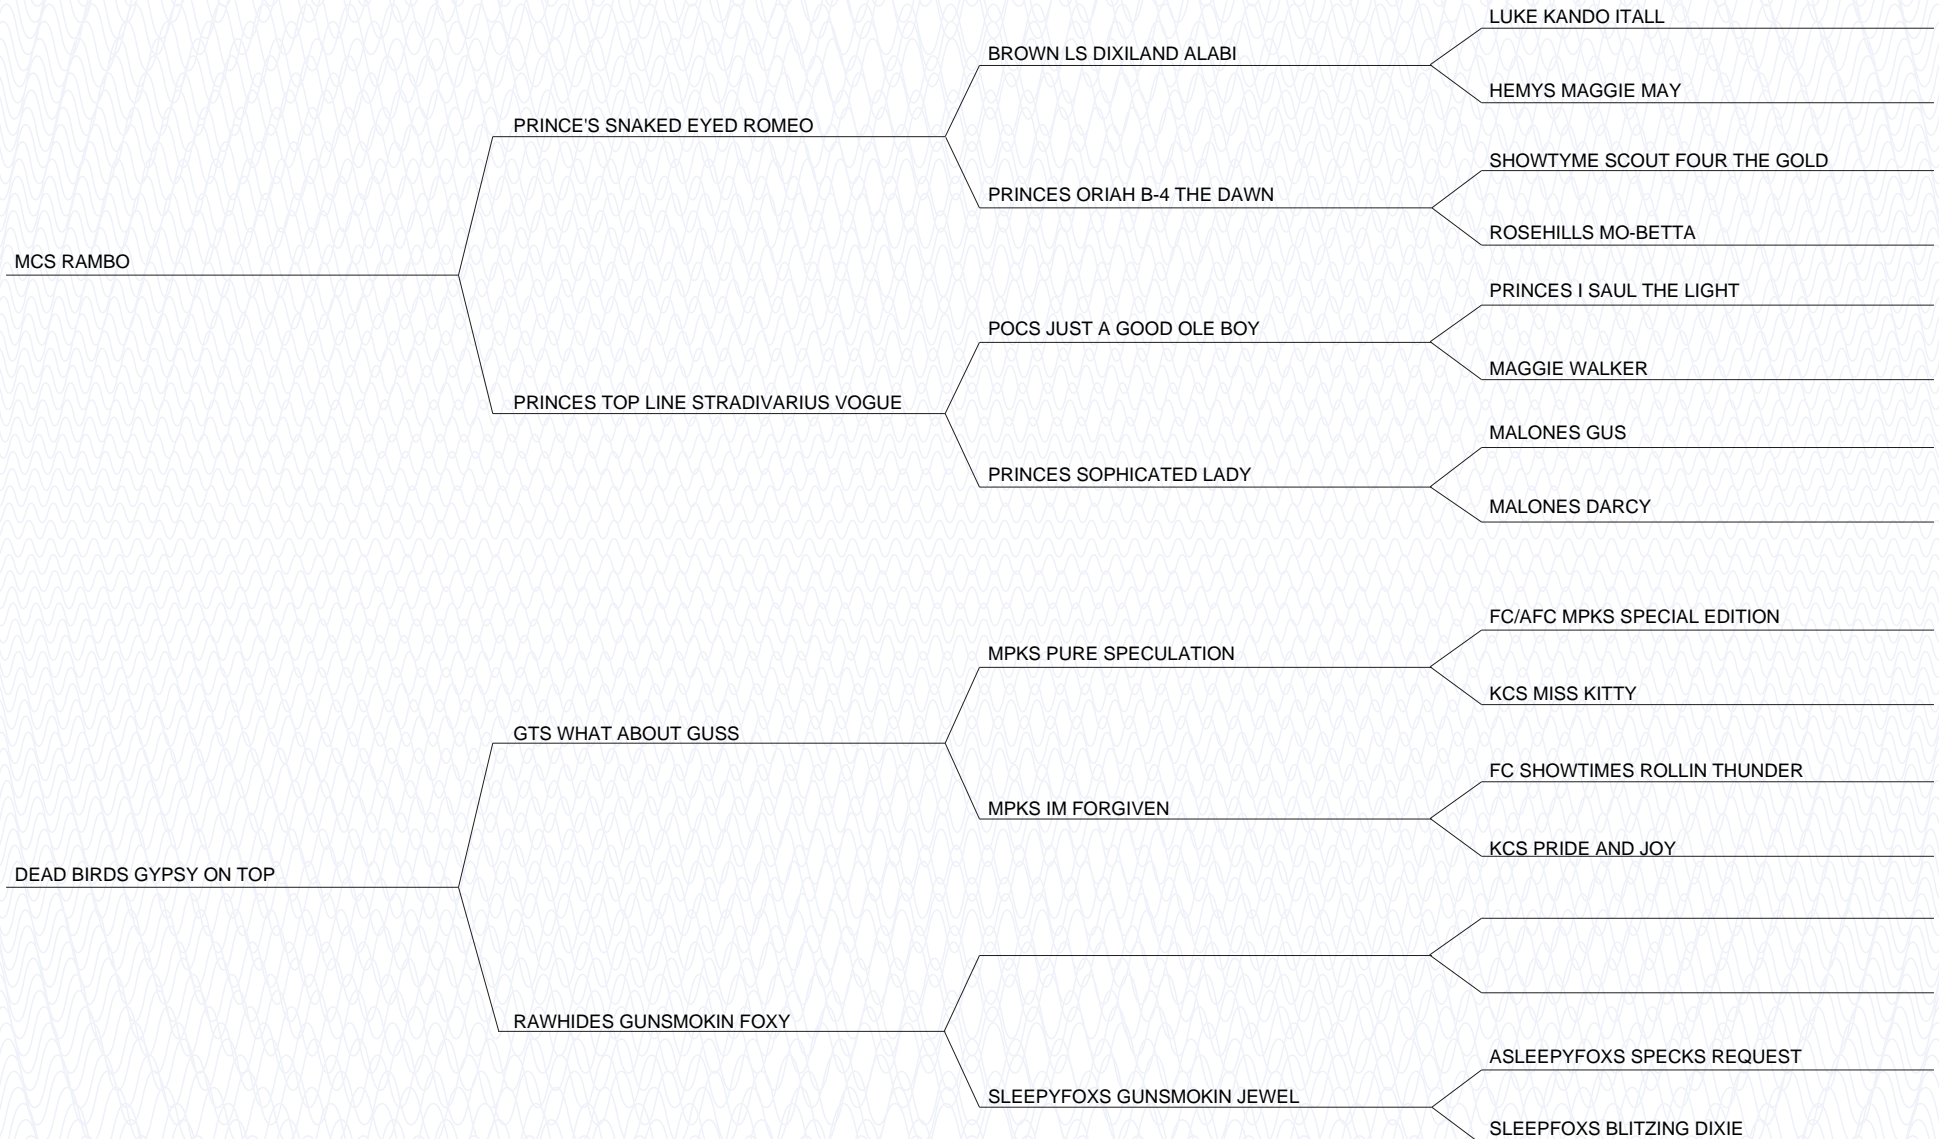 LUKE KANDO ITALL
BROWN LS DIXILAND ALABI
HEMYS MAGGIE MAY
PRINCE'S SNAKED EYED ROMEO
SHOWTYME SCOUT FOUR THE GOLD
PRINCES ORIAH B-4 THE DAWN
ROSEHILLS MO-BETTA
MCS RAMBO
PRINCES I SAUL THE LIGHT
POCS JUST A GOOD OLE BOY
MAGGIE WALKER
PRINCES TOP LINE STRADIVARIUS VOGUE
MALONES GUS
PRINCES SOPHICATED LADY
MALONES DARCY
FC/AFC MPKS SPECIAL EDITION
MPKS PURE SPECULATION
KCS MISS KITTY
GTS WHAT ABOUT GUSS
FC SHOWTIMES ROLLIN THUNDER
MPKS IM FORGIVEN
KCS PRIDE AND JOY
DEAD BIRDS GYPSY ON TOP
RAWHIDES GUNSMOKIN FOXY
ASLEEPYFOXS SPECKS REQUEST
SLEEPYFOXS GUNSMOKIN JEWEL
SLEEPFOXS BLITZING DIXIE